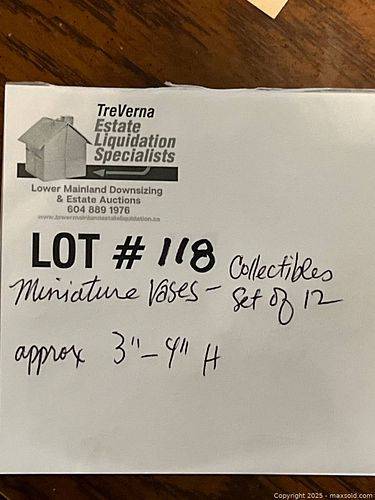 TreVerna
Estate
Liquidation
Specialists
Lower Mainland Downsizing
& Estate Auctions
604 889 1976
www.lowermainlandestateliquidation.ca
LOT # 118
Collectibles
Miniature Vases - Set of 12
approx 3" - 4" H
Copyright 2025 - maxsold.com